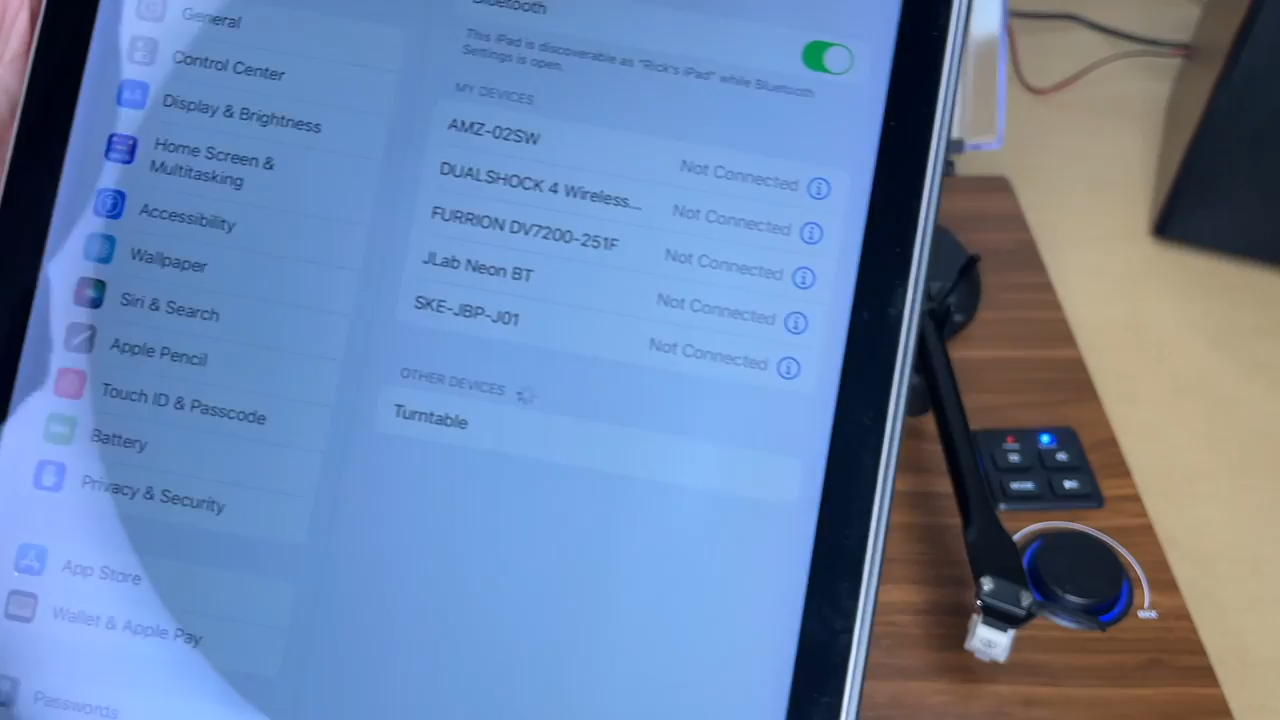 General
Control Center
Display & Brightness
Home Screen &
Multitasking
Accessibility
Wallpaper
Siri & Search
Apple Pencil
Touch ID & Passcode
Battery
Privacy & Security
App Store
Wallet & Apple Pay
Passwords
Bluetooth
This iPad is discoverable as "Rick's iPad" while Bluetooth
Settings is open.
MY DEVICES
AMZ-02SW Not Connected
DUALSHOCK 4 Wireless... Not Connected
FURRION DV7200-251F Not Connected
JLab Neon BT Not Connected
SKE-JBP-J01 Not Connected
OTHER DEVICES
Turntable
MODE